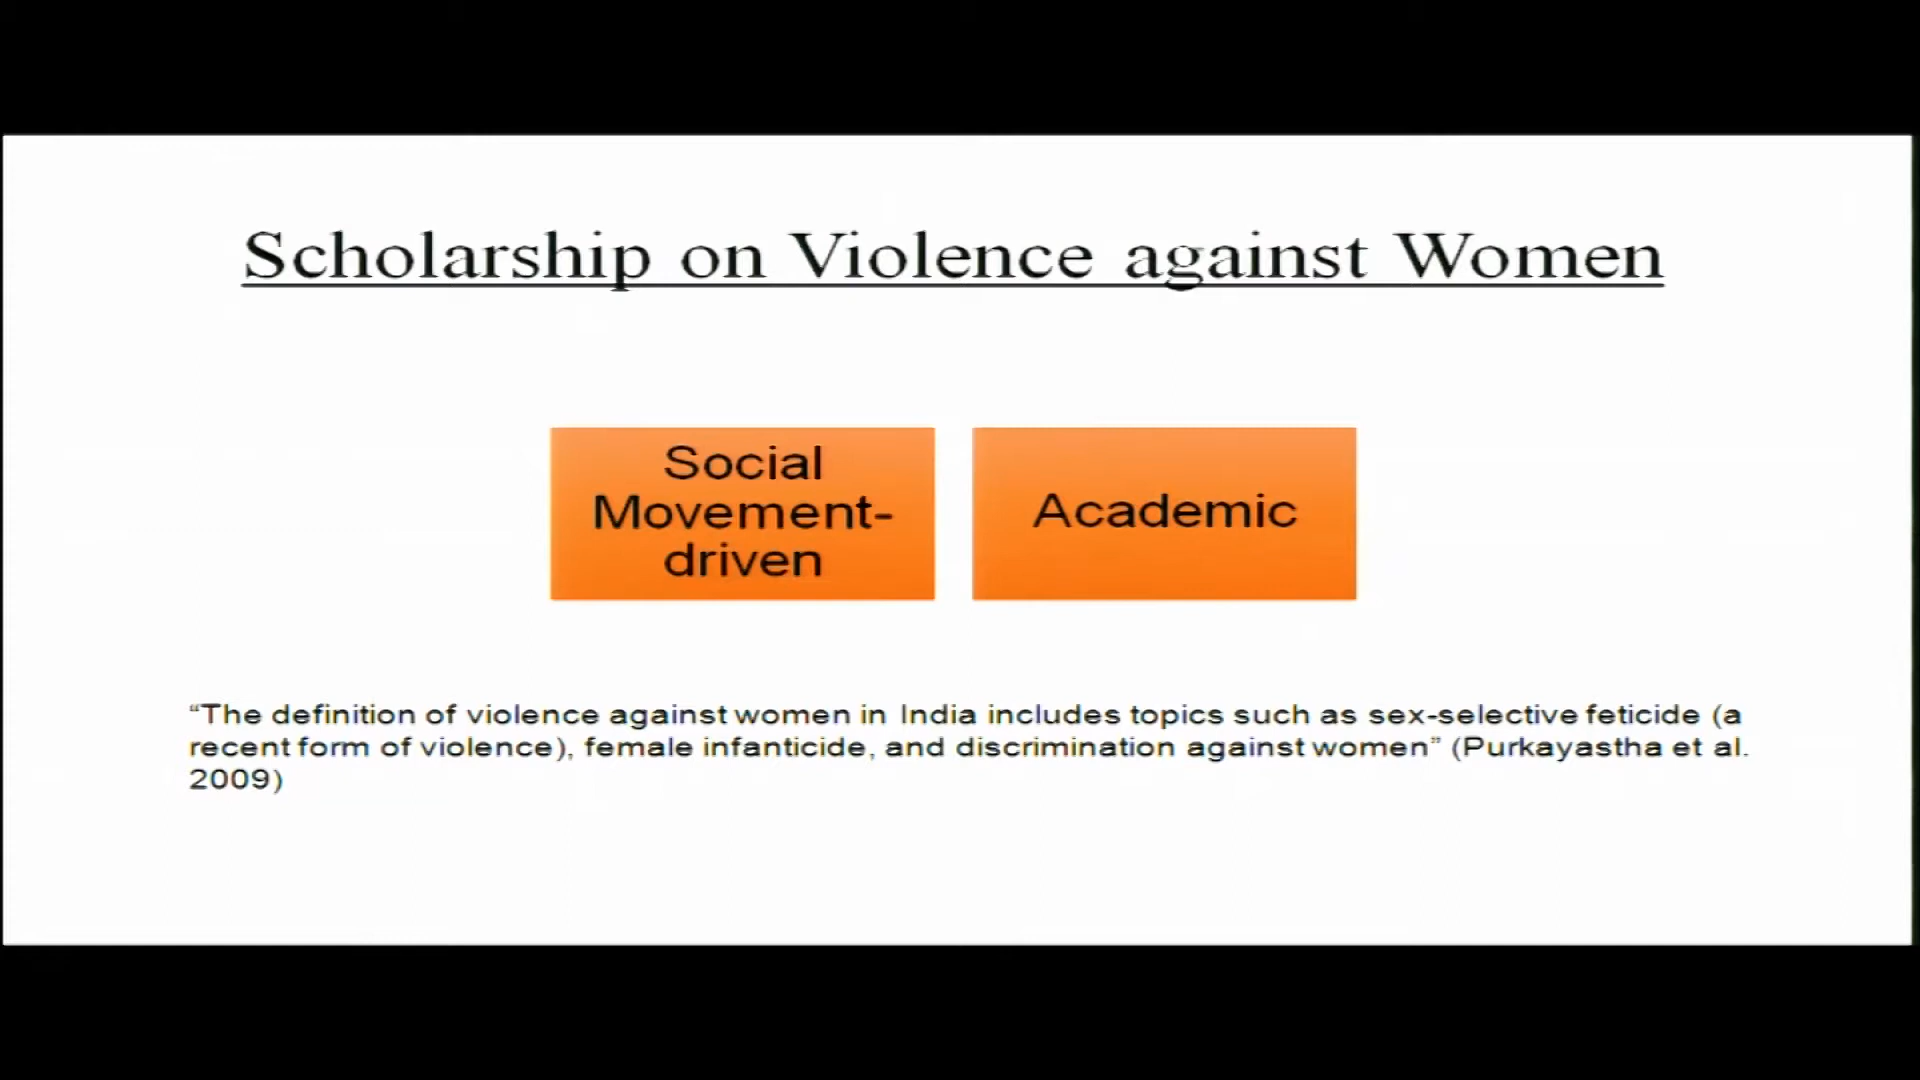 Scholarship on Violence against Women
Social
Movement-
driven
Academic
“The definition of violence against women in India includes topics such as sex-selective feticide (a
recent form of violence), female infanticide, and discrimination against women” (Purkayastha et al.
2009)